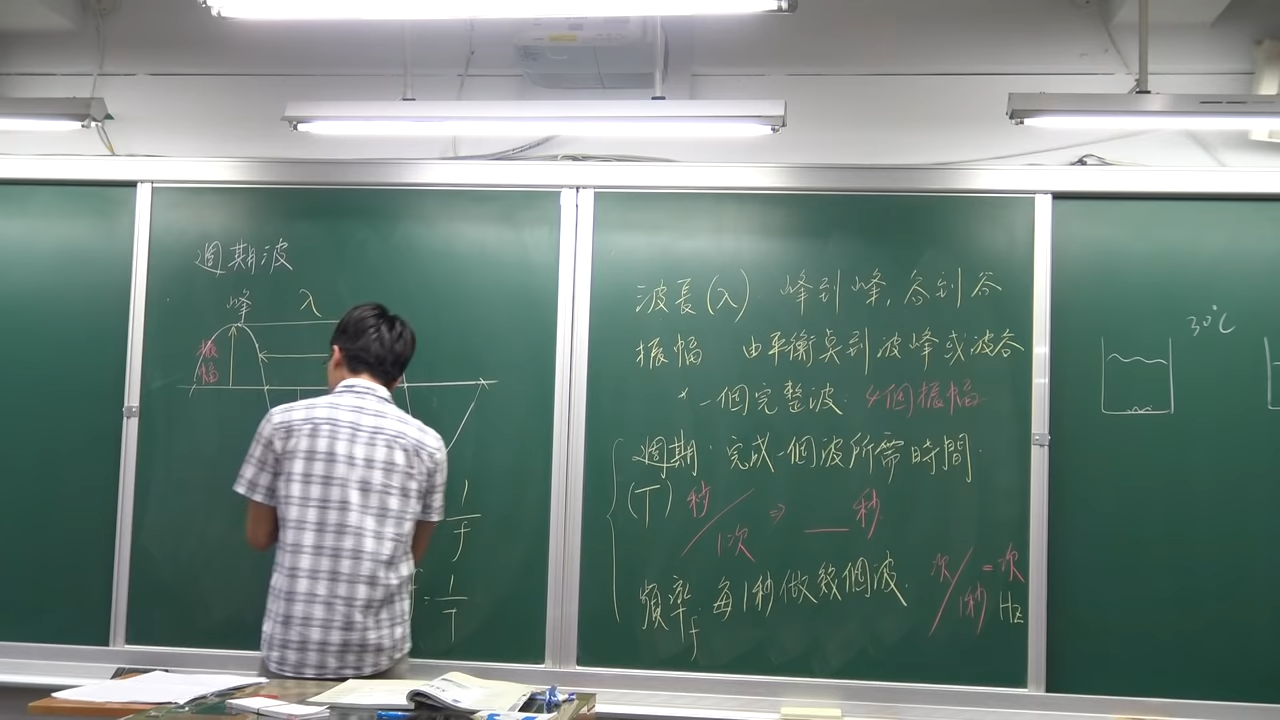 週期波
峰 λ
振幅
1/f
f = 1/T
波長(λ): 峰到峰, 谷到谷
振幅 由平衡點到波峰或波谷
* 一個完整波: 4個振幅
週期: 完成一個波所需時間.
(T) 秒/1次 ⇒ __秒
頻率f 每1秒做幾個波. 次/1秒 = 次 Hz
30°C